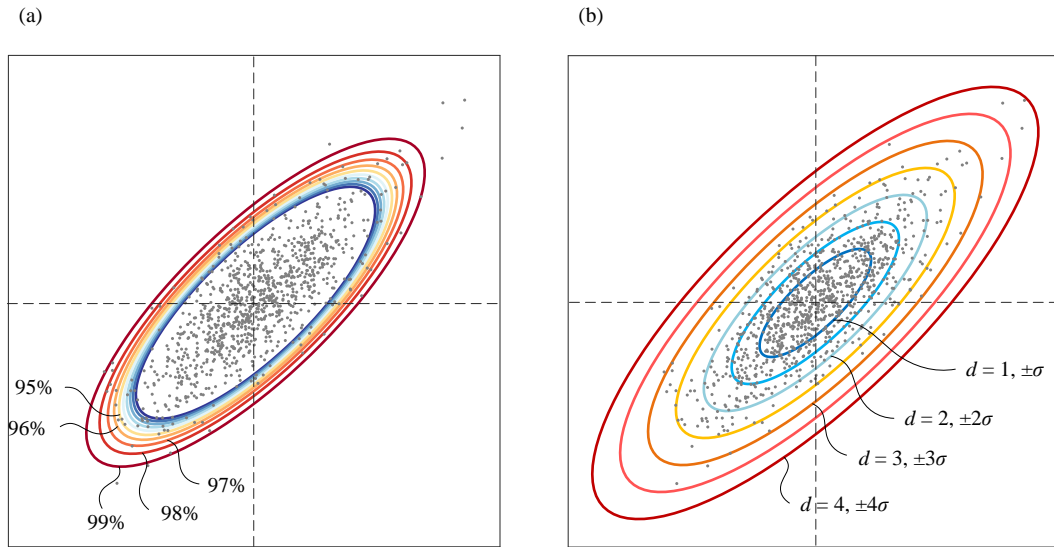 (a)
95%
96%
97%
98%
99%
(b)
d = 1, ±σ
d = 2, ±2σ
d = 3, ±3σ
d = 4, ±4σ